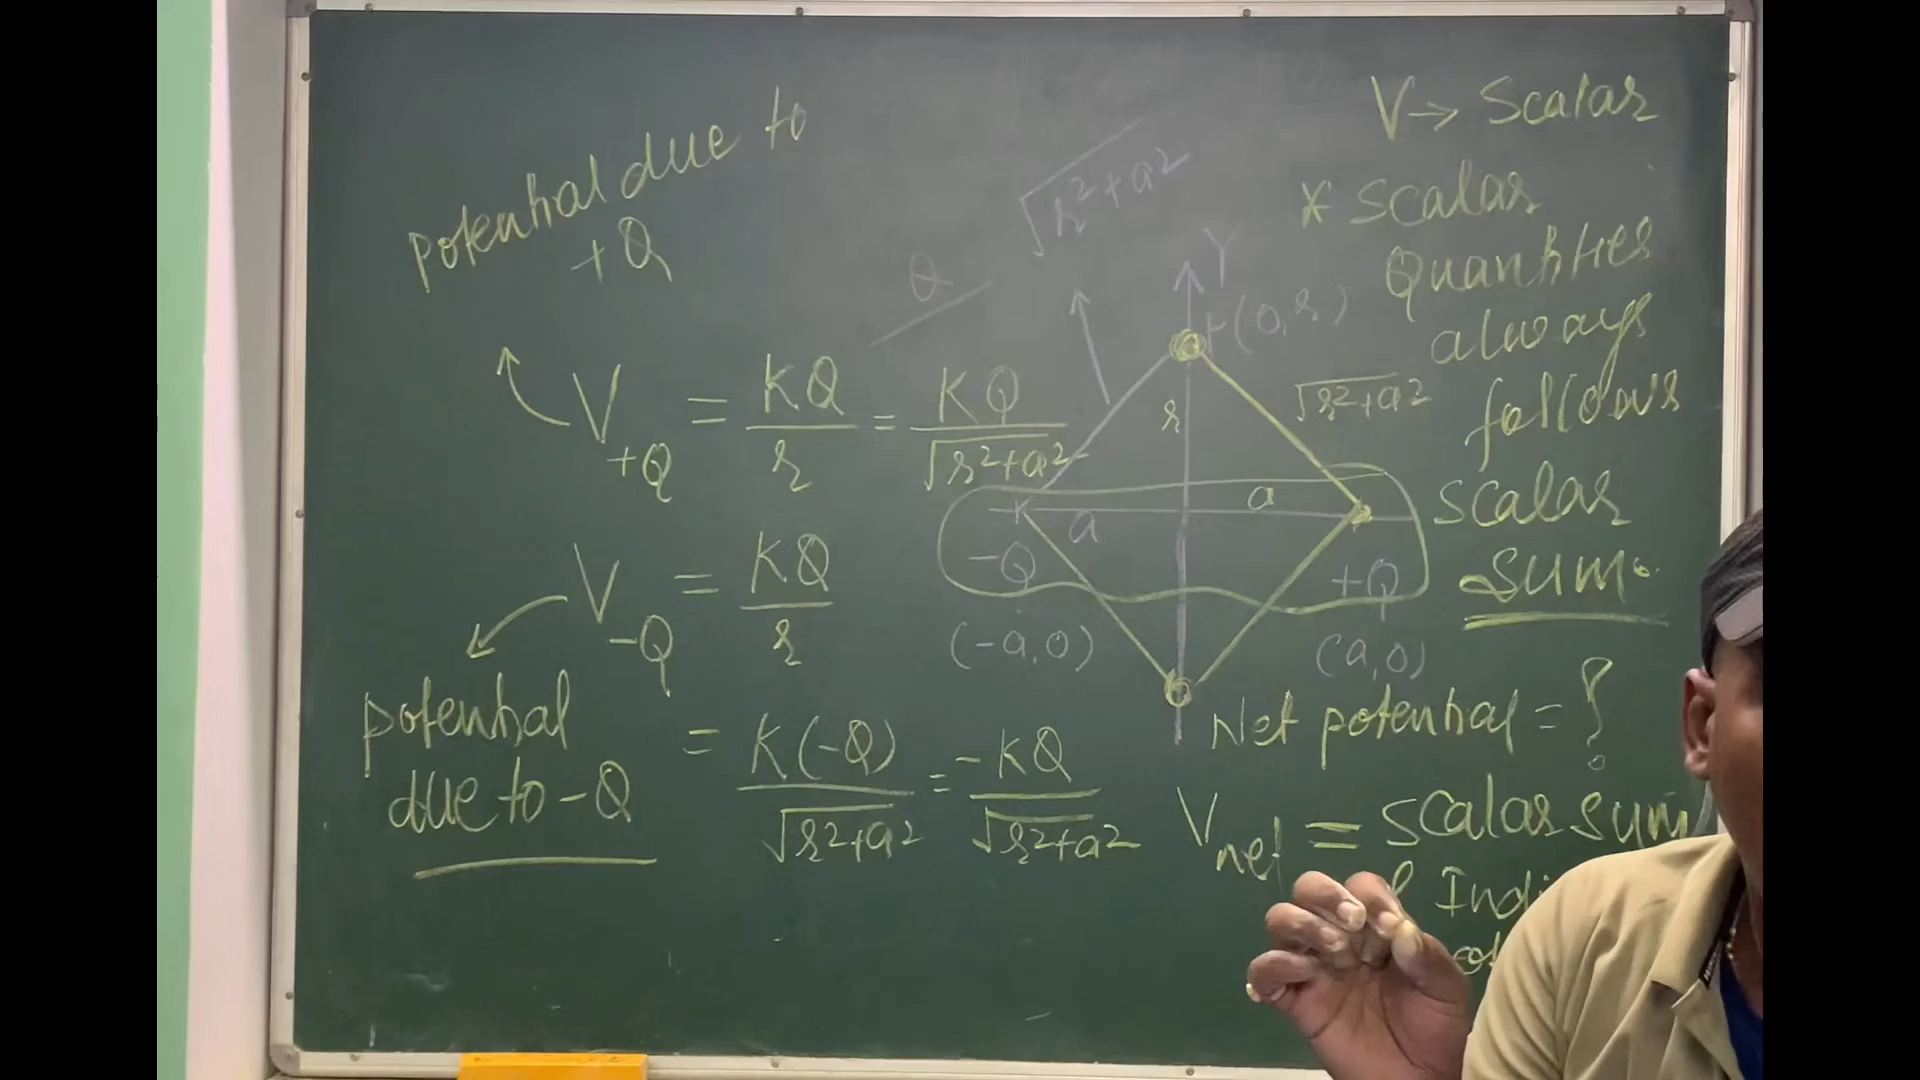 potential due to
+Q
V+Q = KQ/r = KQ/√r²+a²
V-Q = KQ/r
potential
due to -Q
= K(-Q)/√r²+a² = -KQ/√r²+a²
Q
√r²+a²
Y
(0,r)
r
√r²+a²
a
a
-Q
+Q
(-a,0)
(a,0)
V→ Scalar
* Scalar
Quantities
always
follows
scalar
sum.
Net potential = ?
Vnet = scalar sum